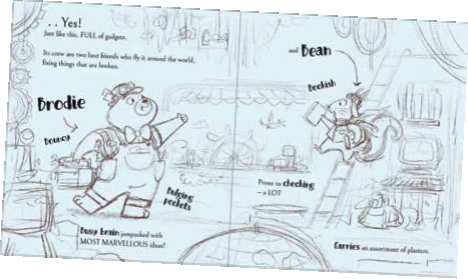 . . Yes!
Just like this, FULL of gadgets.
Its crew are two best friends who fly it around the world,
fixing things that are broken.
Brodie
Bouncy
Bulging
pockets
Busy brain jampacked with
MOST MARVELLOUS ideas!
and Bean
Bookish
Prone to checking
– a LOT
Carries an assortment of plasters.